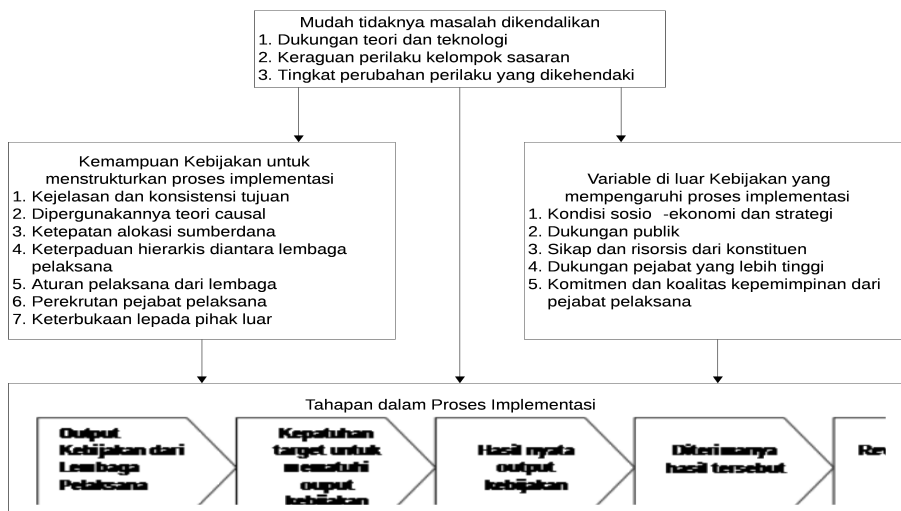 Mudah tidaknya masalah dikendalikan
1. Dukungan teori dan teknologi
2. Keraguan perilaku kelompok sasaran
3. Tingkat perubahan perilaku yang dikehendaki
Kemampuan Kebijakan untuk
menstrukturkan proses implementasi
1. Kejelasan dan konsistensi tujuan
2. Dipergunakannya teori causal
3. Ketepatan alokasi sumberdana
4. Keterpaduan hierarkis diantara lembaga
pelaksana
5. Aturan pelaksana dari lembaga
6. Perekrutan pejabat pelaksana
7. Keterbukaan lepada pihak luar
Variable di luar Kebijakan yang
mempengaruhi proses implementasi
1. Kondisi sosio -ekonomi dan strategi
2. Dukungan publik
3. Sikap dan risorsis dari konstituen
4. Dukungan pejabat yang lebih tinggi
5. Komitmen dan koalitas kepemimpinan dari
pejabat pelaksana
Tahapan dalam Proses Implementasi
Output
Kebijakan dari
Lembaga
Pelaksana
Kepatuhan
target untuk
mematuhi
ouput
kebijakan
Hasil nyata
output
kebijakan
Diterimanya
hasil tersebut